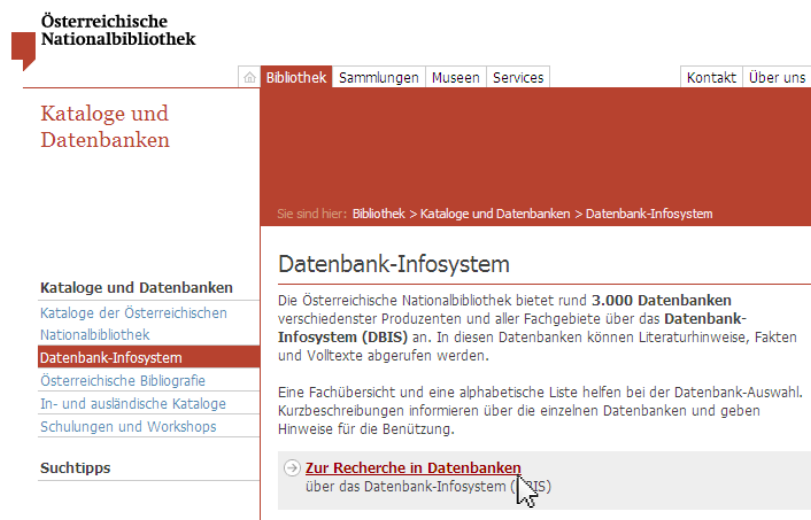 Österreichische
Nationalbibliothek
Bibliothek Sammlungen Museen Services Kontakt Über uns
Kataloge und
Datenbanken
Sie sind hier: Bibliothek > Kataloge und Datenbanken > Datenbank-Infosystem
Kataloge und Datenbanken
Kataloge der Österreichischen
Nationalbibliothek
Datenbank-Infosystem
Österreichische Bibliografie
In- und ausländische Kataloge
Schulungen und Workshops
Suchtipps
Datenbank-Infosystem
Die Österreichische Nationalbibliothek bietet rund 3.000 Datenbanken
verschiedenster Produzenten und aller Fachgebiete über das Datenbank-
Infosystem (DBIS) an. In diesen Datenbanken können Literaturhinweise, Fakten
und Volltexte abgerufen werden.
Eine Fachübersicht und eine alphabetische Liste helfen bei der Datenbank-Auswahl.
Kurzbeschreibungen informieren über die einzelnen Datenbanken und geben
Hinweise für die Benützung.
Zur Recherche in Datenbanken
über das Datenbank-Infosystem (DBIS)